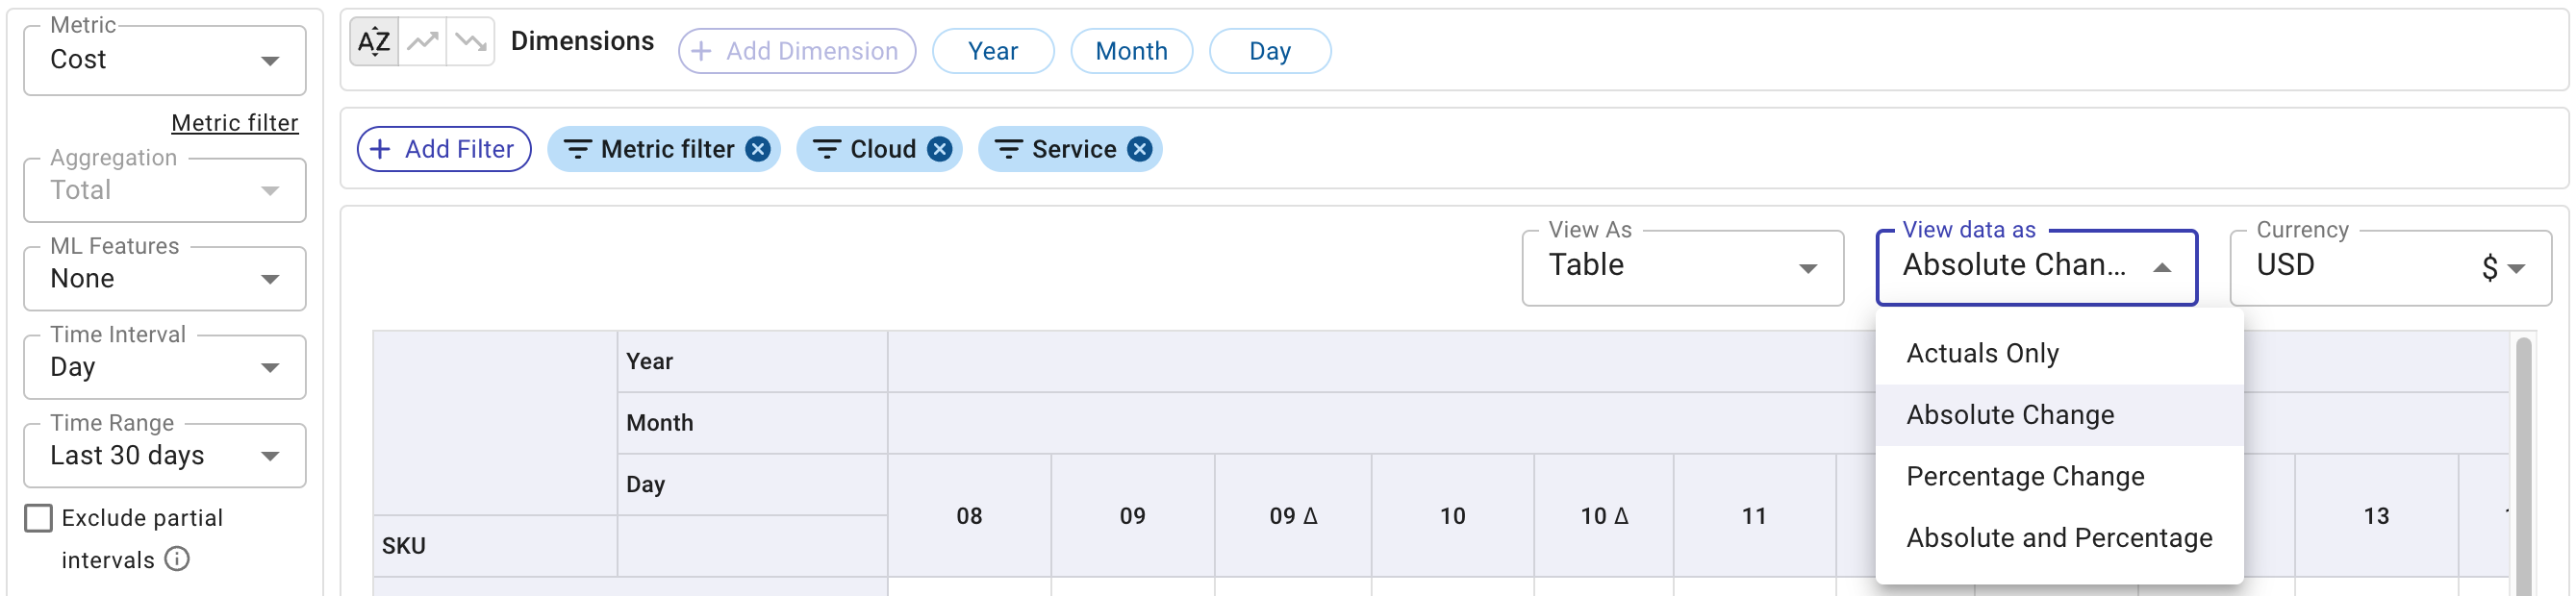 Metric
Cost
Metric filter
Aggregation
Total
ML Features
None
Time Interval
Day
Time Range
Last 30 days
Exclude partial
intervals
AZ
Dimensions
+ Add Dimension
Year
Month
Day
+ Add Filter
Metric filter
Cloud
Service
View As
Table
View data as
Absolute Chan...
Currency
USD
$
Actuals Only
Absolute Change
Percentage Change
Absolute and Percentage
Year
Month
Day
SKU
08
09
09 Δ
10
10 Δ
11
13